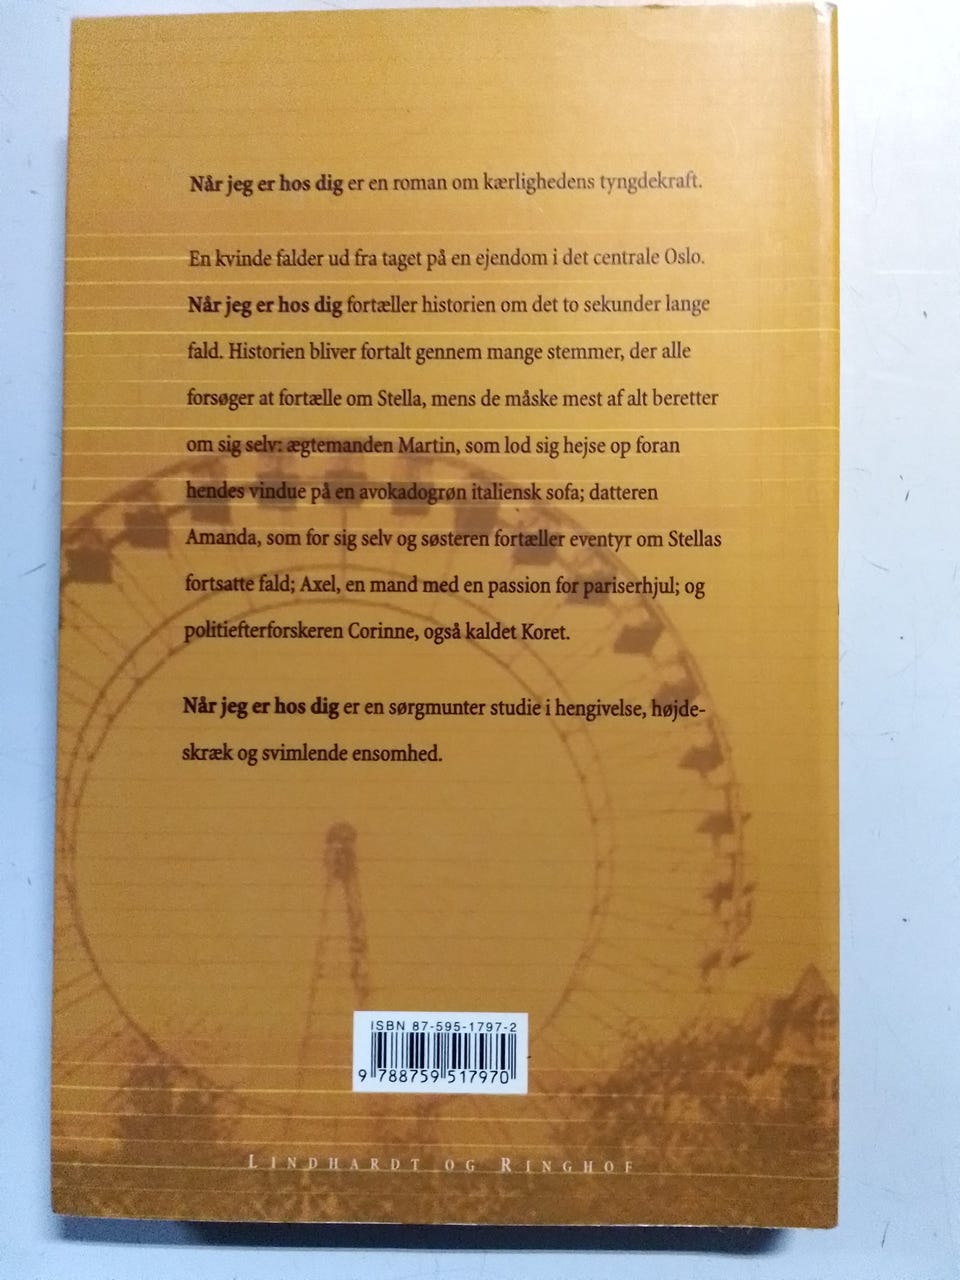 Når jeg er hos dig er en roman om kærlighedens tyngdekraft.
En kvinde falder ud fra taget på en ejendom i det centrale Oslo.
Når jeg er hos dig fortæller historien om det to sekunder lange
fald. Historien bliver fortalt gennem mange stemmer, der alle
forsøger at fortælle om Stella, mens de måske mest af alt beretter
om sig selv: ægtemanden Martin, som lod sig hejse op foran
hendes vindue på en avokadogrøn italiensk sofa; datteren
Amanda, som for sig selv og søsteren fortæller eventyr om Stellas
fortsatte fald; Axel, en mand med en passion for pariserhjul; og
politiefterforskeren Corinne, også kaldet Koret.
Når jeg er hos dig er en sørgmunter studie i hengivelse, højde-
skræk og svimlende ensomhed.
ISBN 87-595-1797-2
9 788759 517970
LINDHARDT OG RINGHOF